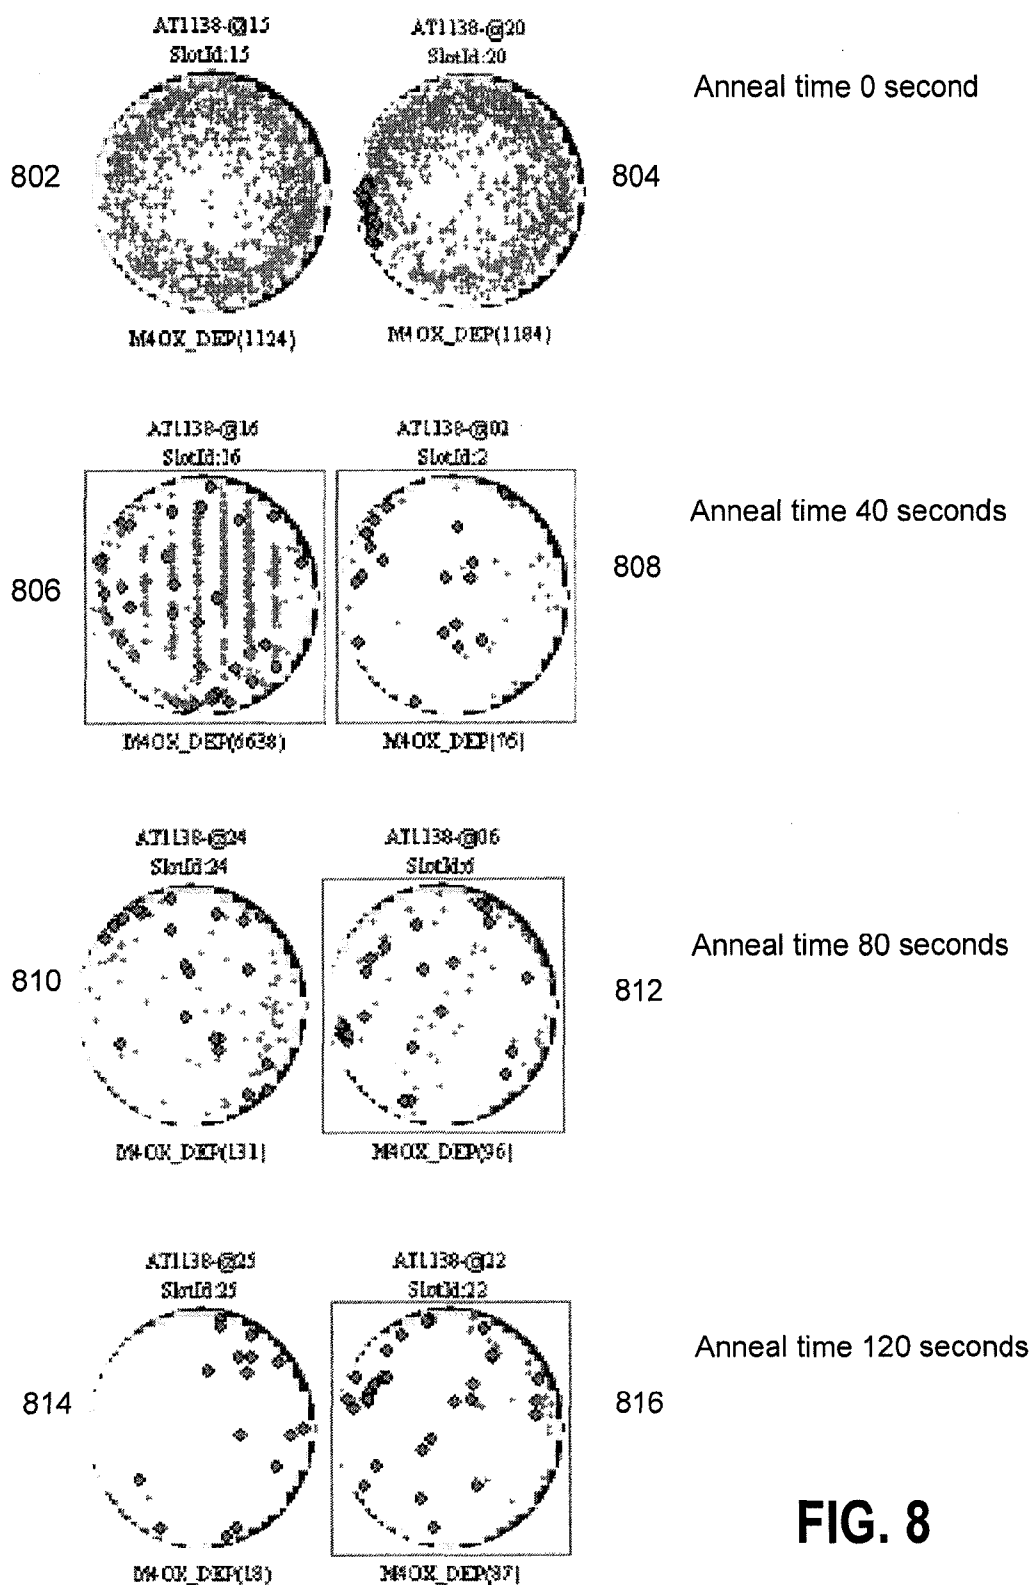 AT1138-@15 AT1138-@20
SlotId:15 SlotId:20
Anneal time 0 second
802 804
M4OX_DEP(1124) M4OX_DEP(1184)
AT1138-@16 AT1138-@02
SlotId:16 SlotId:2
Anneal time 40 seconds
806 808
M4OX_DEP(6638) M4OX_DEP(76)
AT1138-@24 AT1138-@06
SlotId:24 SlotId:6
Anneal time 80 seconds
810 812
M4OX_DEP(131) M4OX_DEP(96)
AT1138-@25 AT1138-@22
SlotId:25 SlotId:22
Anneal time 120 seconds
814 816
M4OX_DEP(18)
FIG. 8